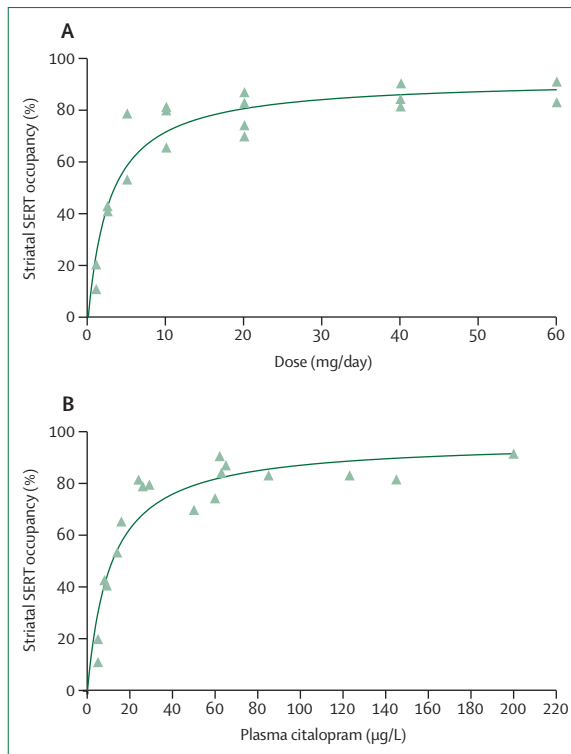 A
100
80
60
40
20
0
Striatal SERT occupancy (%)
0 10 20 30 40 50 60
Dose (mg/day)
B
100
80
60
40
20
0
Striatal SERT occupancy (%)
0 20 40 60 80 100 120 140 160 180 200 220
Plasma citalopram (µg/L)